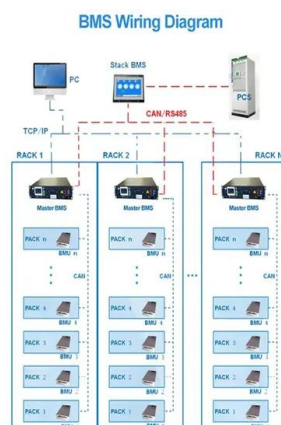 BMS Wiring Diagram
Stack BMS
PC
PCS
CAN/RS485
TCP/IP
RACK 1
RACK 2
RACK N
Master BMS
Master BMS
Master BMS
PACK n
PACK n
PACK n
BMU n
BMU n
BMU n
CAN
CAN
CAN
PACK 4
PACK 4
PACK 4
BMU 4
BMU 4
BMU 4
PACK 3
PACK 3
PACK 3
BMU 3
BMU 3
BMU 3
PACK 2
PACK 2
PACK 2
BMU 2
BMU 2
BMU 2
PACK 1
PACK 1
PACK 1